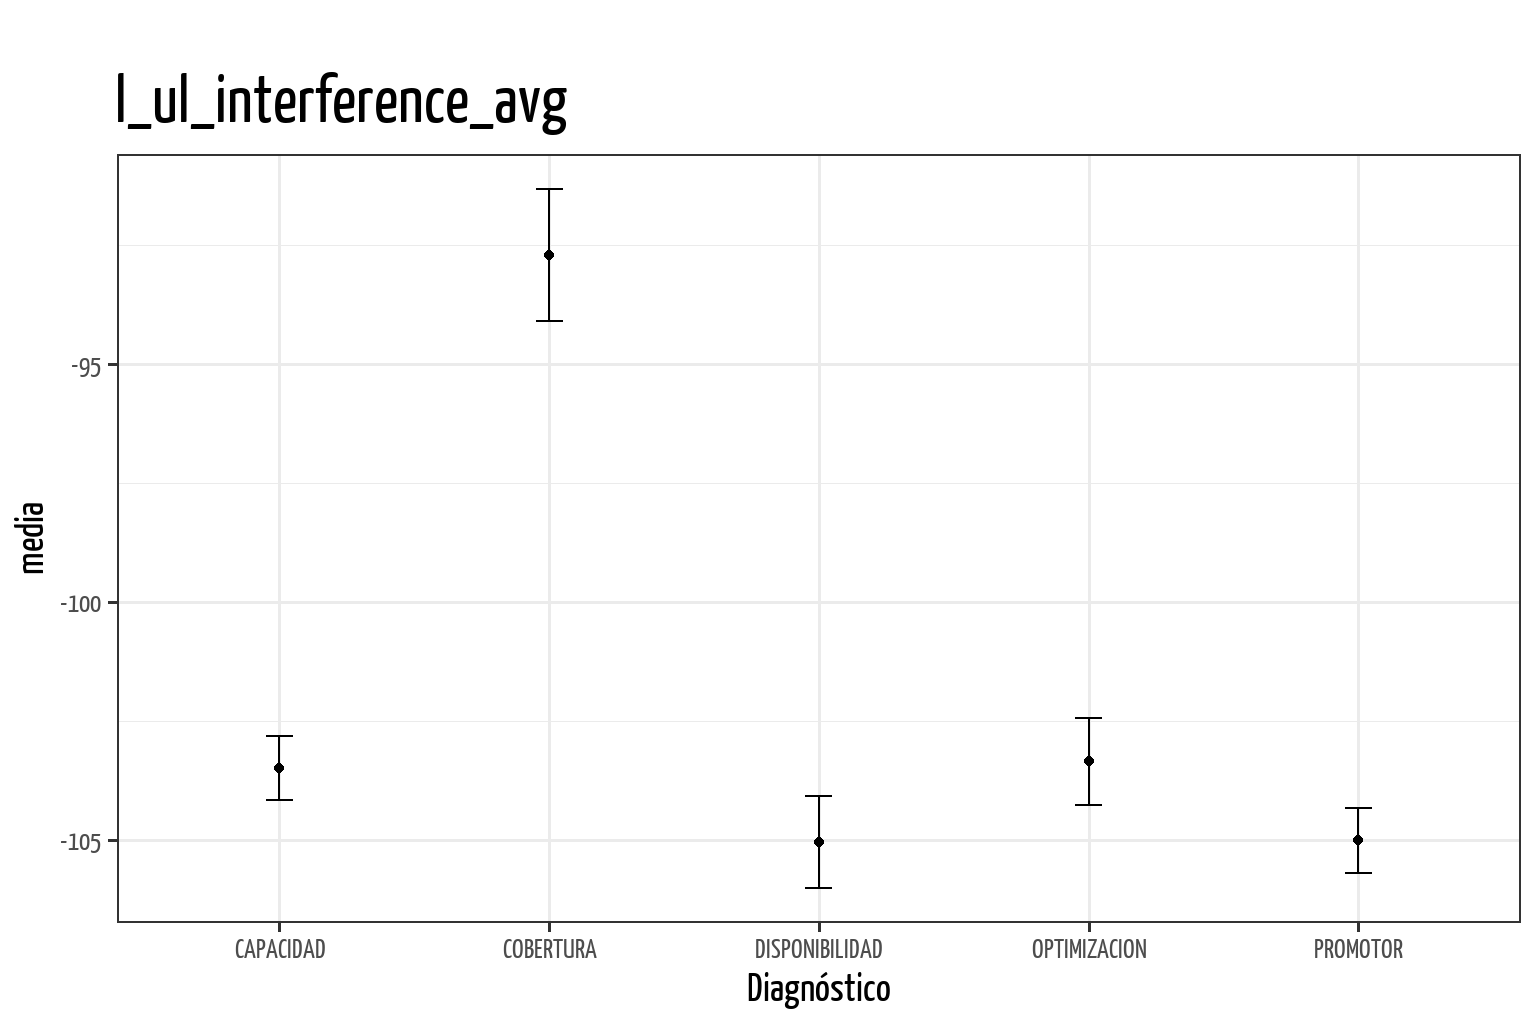 l_ul_interference_avg
media
-95
-100
-105
CAPACIDAD
COBERTURA
DISPONIBILIDAD
OPTIMIZACION
PROMOTOR
Diagnóstico